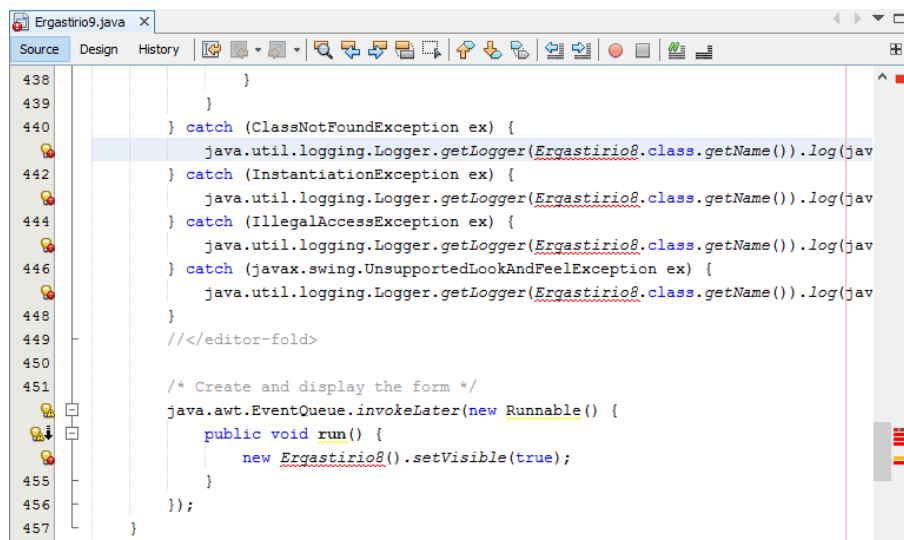 Ergastirio9.java
Source Design History
438 }
439 }
440 } catch (ClassNotFoundException ex) {
java.util.logging.Logger.getLogger(Ergastirio8.class.getName()).log(jav
442 } catch (InstantiationException ex) {
java.util.logging.Logger.getLogger(Ergastirio8.class.getName()).log(jav
444 } catch (IllegalAccessException ex) {
java.util.logging.Logger.getLogger(Ergastirio8.class.getName()).log(jav
446 } catch (javax.swing.UnsupportedLookAndFeelException ex) {
java.util.logging.Logger.getLogger(Ergastirio8.class.getName()).log(jav
448 }
449 //</editor-fold>
450
451 /* Create and display the form */
java.awt.EventQueue.invokeLater(new Runnable() {
public void run() {
new Ergastirio8().setVisible(true);
455 }
456 });
457 }